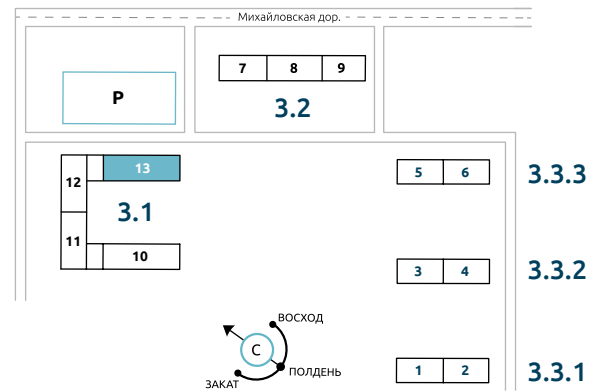 Михайловская дор.
7 8 9
P
3.2
13
12
5 6 3.3.3
3.1
11
10
3 4 3.3.2
ВОСХОД
С
ПОЛДЕНЬ
ЗАКАТ
1 2 3.3.1